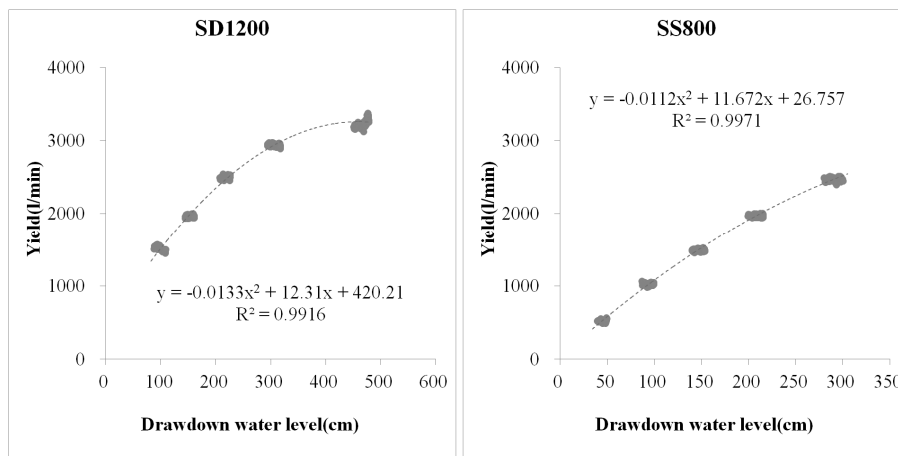 SD1200
4000
3000
2000
1000
0
Yield(l/min)
y = -0.0133x² + 12.31x + 420.21
R² = 0.9916
0 100 200 300 400 500 600
Drawdown water level(cm)
SS800
4000
3000
2000
1000
0
Yield(l/min)
y = -0.0112x² + 11.672x + 26.757
R² = 0.9971
0 50 100 150 200 250 300 350
Drawdown water level(cm)